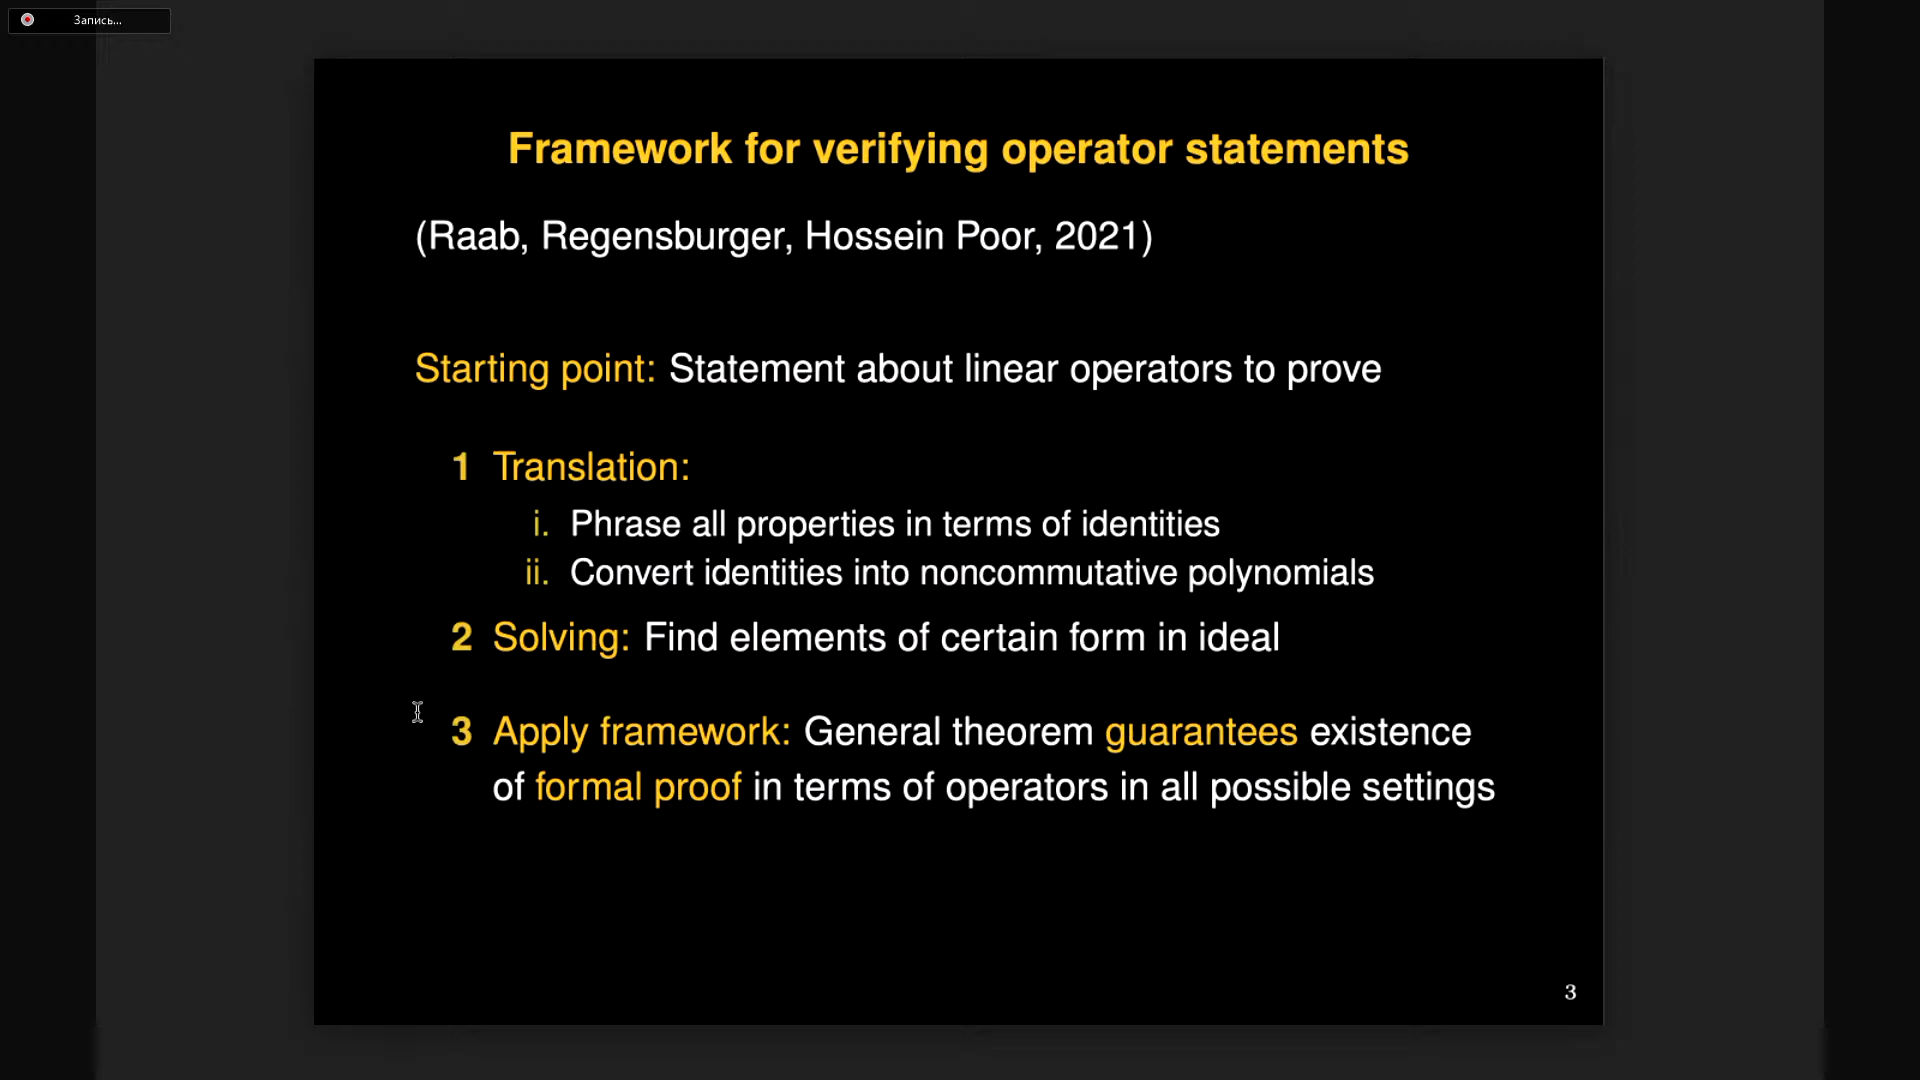 Запись...
Framework for verifying operator statements
(Raab, Regensburger, Hossein Poor, 2021)
Starting point: Statement about linear operators to prove
1 Translation:
i. Phrase all properties in terms of identities
ii. Convert identities into noncommutative polynomials
2 Solving: Find elements of certain form in ideal
3 Apply framework: General theorem guarantees existence
of formal proof in terms of operators in all possible settings
3